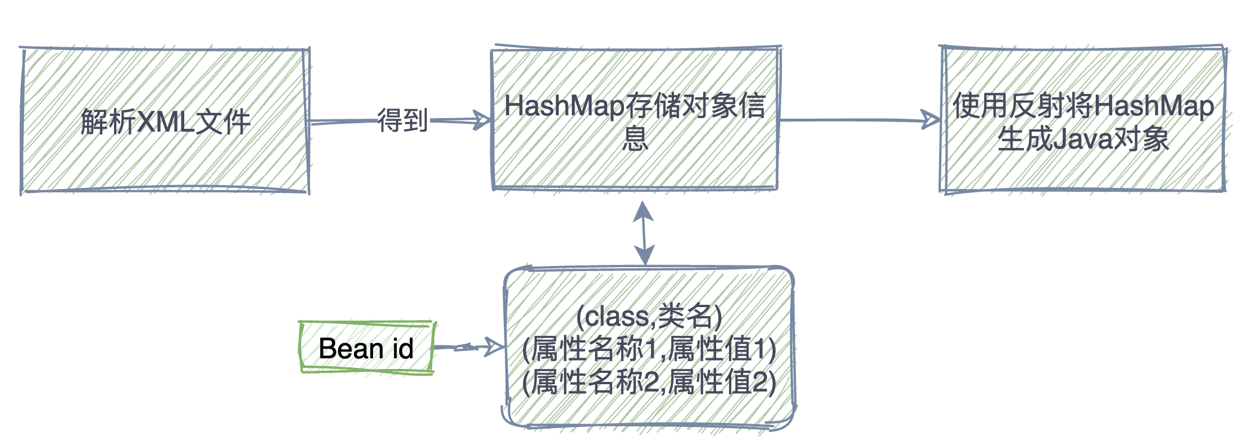 解析XML文件
得到
HashMap存储对象信
息
使用反射将HashMap
生成Java对象
Bean id
(class,类名)
(属性名称1,属性值1)
(属性名称2,属性值2)